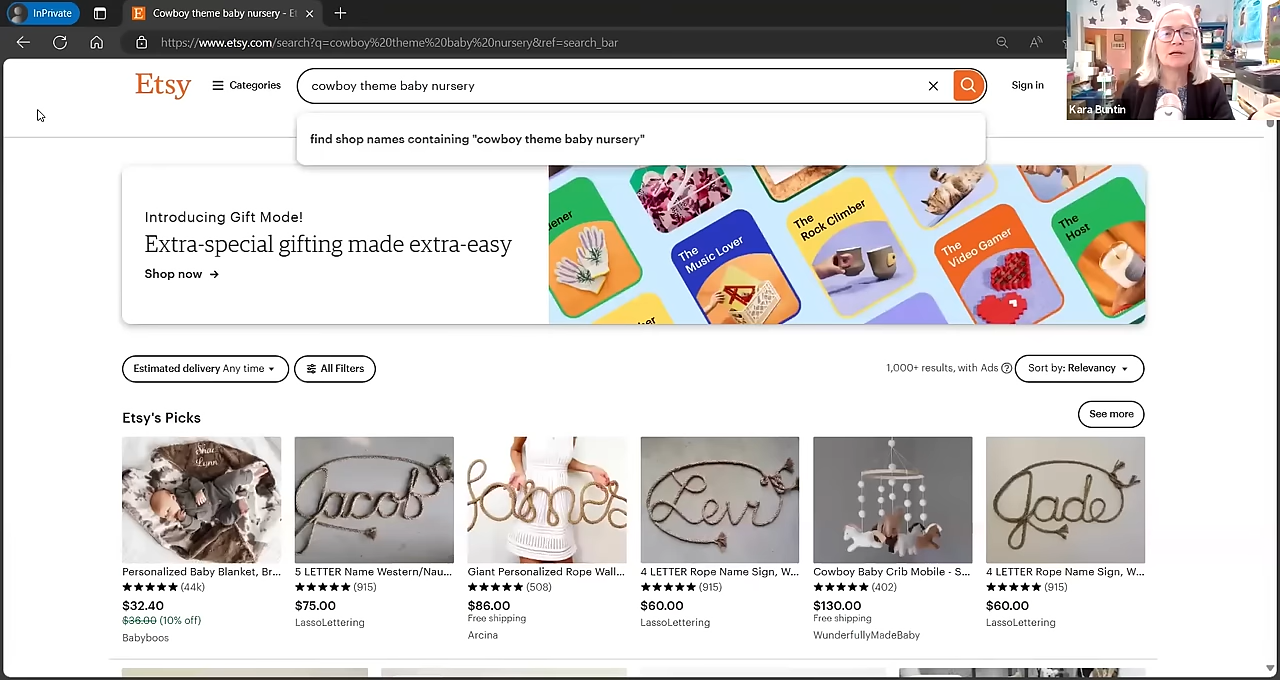 InPrivate
Cowboy theme baby nursery - Et
https://www.etsy.com/search?q=cowboy%20theme%20baby%20nursery&ref=search_bar
Kara Buntin
Etsy
Categories
cowboy theme baby nursery
Sign in
find shop names containing "cowboy theme baby nursery"
Introducing Gift Mode!
Extra-special gifting made extra-easy
Shop now →
The Music Lover
The Rock Climber
The Video Gamer
The Host
Estimated delivery Any time
All Filters
1,000+ results, with Ads
Sort by: Relevancy
Etsy's Picks
See more
Shae Lynn
Jacob
James
Levi
Jade
Personalized Baby Blanket, Br...
★★★★★ (44k)
$32.40
$36.00 (10% off)
Babyboos
5 LETTER Name Western/Nau...
★★★★★ (915)
$75.00
LassoLettering
Giant Personalized Rope Wall...
★★★★★ (508)
$86.00
Free shipping
Arcina
4 LETTER Rope Name Sign, W...
★★★★★ (915)
$60.00
LassoLettering
Cowboy Baby Crib Mobile - S...
★★★★★ (402)
$130.00
Free shipping
WunderfullyMadeBaby
4 LETTER Rope Name Sign, W...
★★★★★ (915)
$60.00
LassoLettering